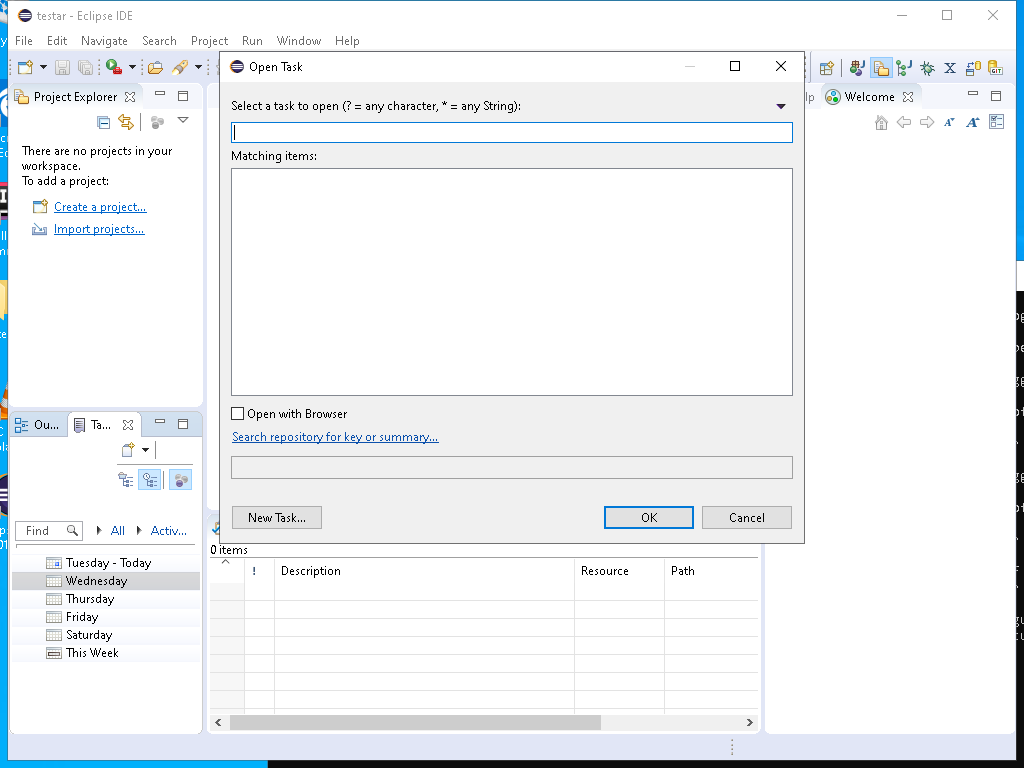 testar - Eclipse IDE
File Edit Navigate Search Project Run Window Help
Open Task
Project Explorer
Select a task to open (? = any character, * = any String):
Welcome
There are no projects in your
workspace.
To add a project:
Create a project...
Import projects...
Matching items:
Open with Browser
Search repository for key or summary...
New Task...
OK
Cancel
Ou...
Ta...
Find
All
Activ...
Tuesday - Today
Wednesday
Thursday
Friday
Saturday
This Week
0 items
! Description Resource Path